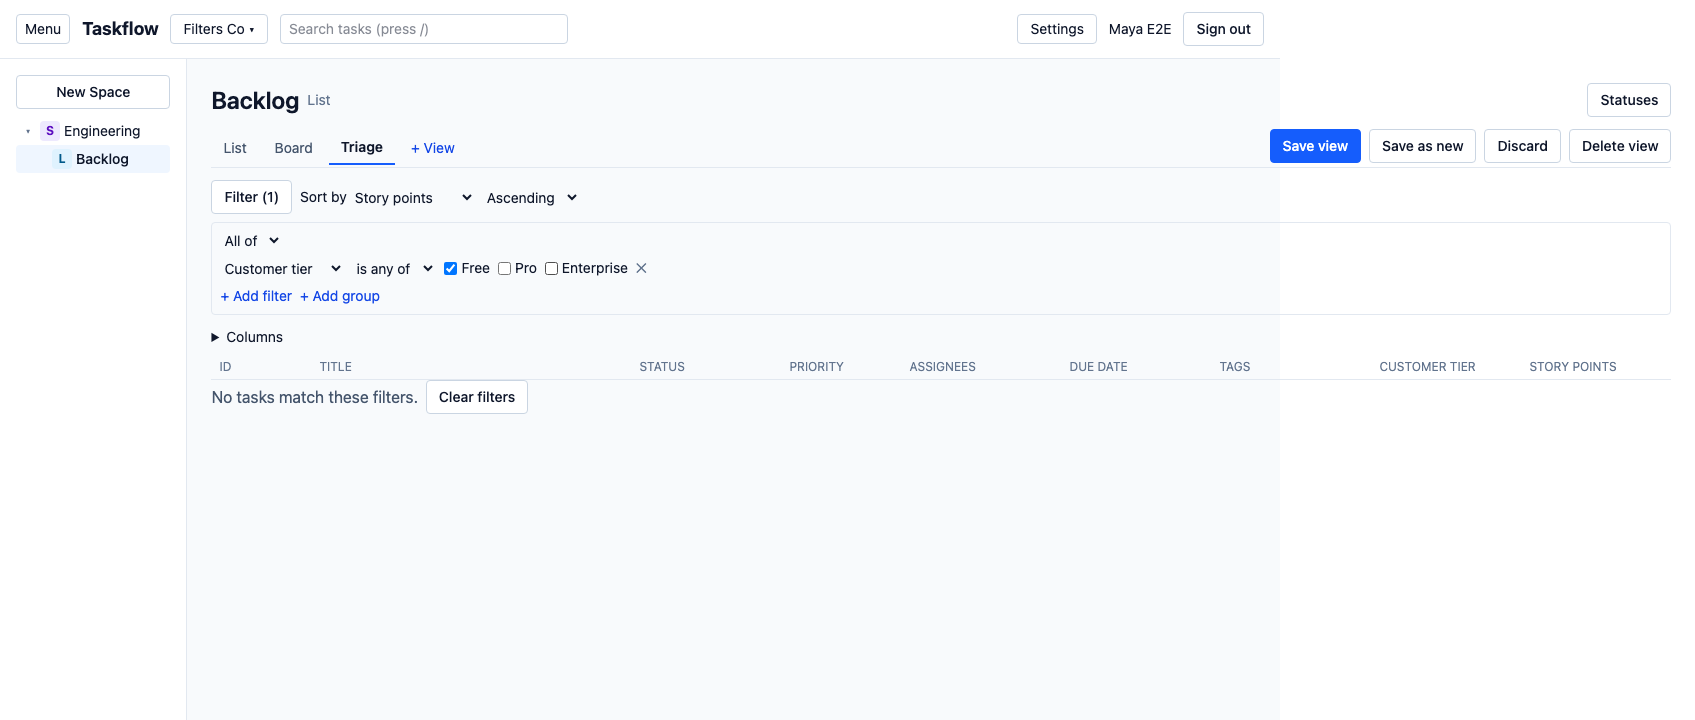 Menu Taskflow Filters Co ▾ Search tasks (press /) Settings Maya E2E Sign out
New Space
▾ S Engineering
L Backlog
Backlog List Statuses
List Board Triage + View Save view Save as new Discard Delete view
Filter (1) Sort by Story points Ascending
All of
Customer tier is any of Free Pro Enterprise ×
+ Add filter + Add group
▶ Columns
ID TITLE STATUS PRIORITY ASSIGNEES DUE DATE TAGS CUSTOMER TIER STORY POINTS
No tasks match these filters. Clear filters